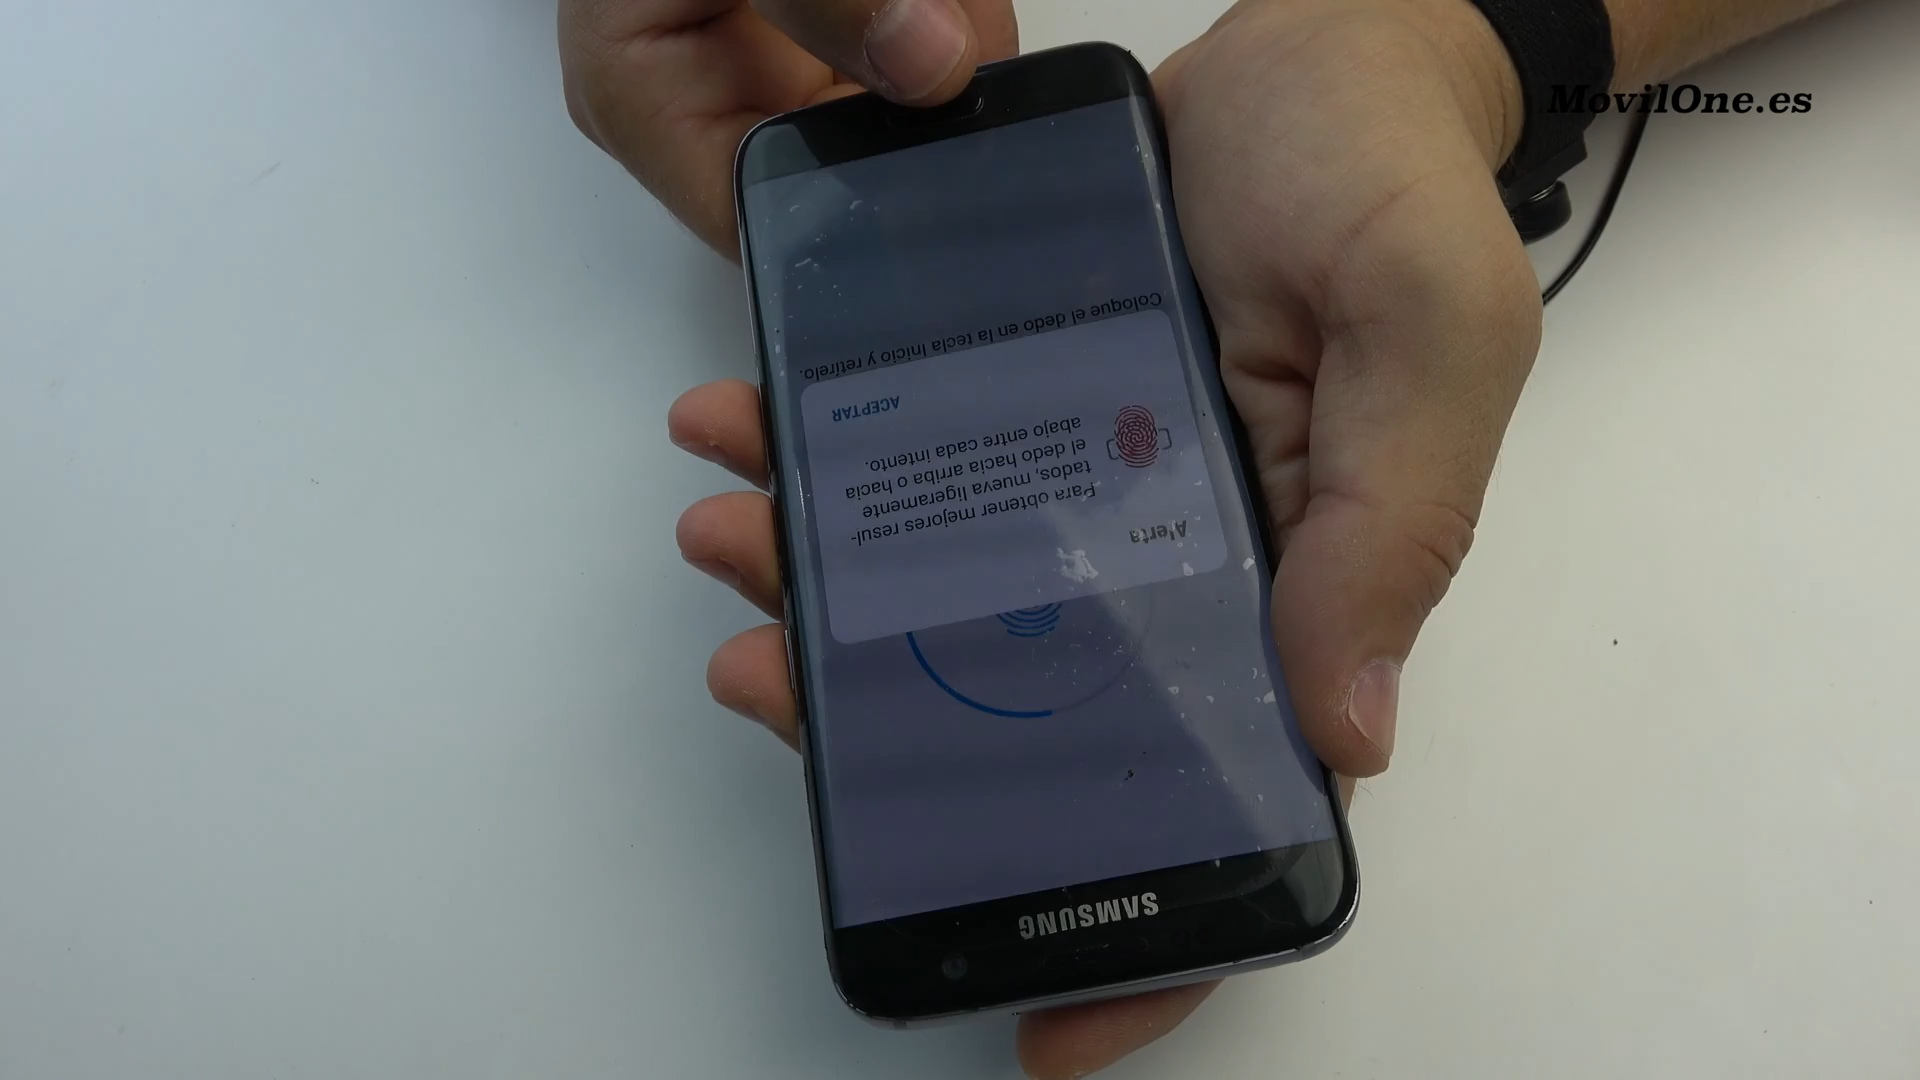 MovilOne.es
SAMSUNG
Alerta
Para obtener mejores resul-
tados, mueva ligeramente
el dedo hacia arriba o hacia
abajo entre cada intento.
ACEPTAR
Coloque el dedo en la tecla Inicio y retírelo.